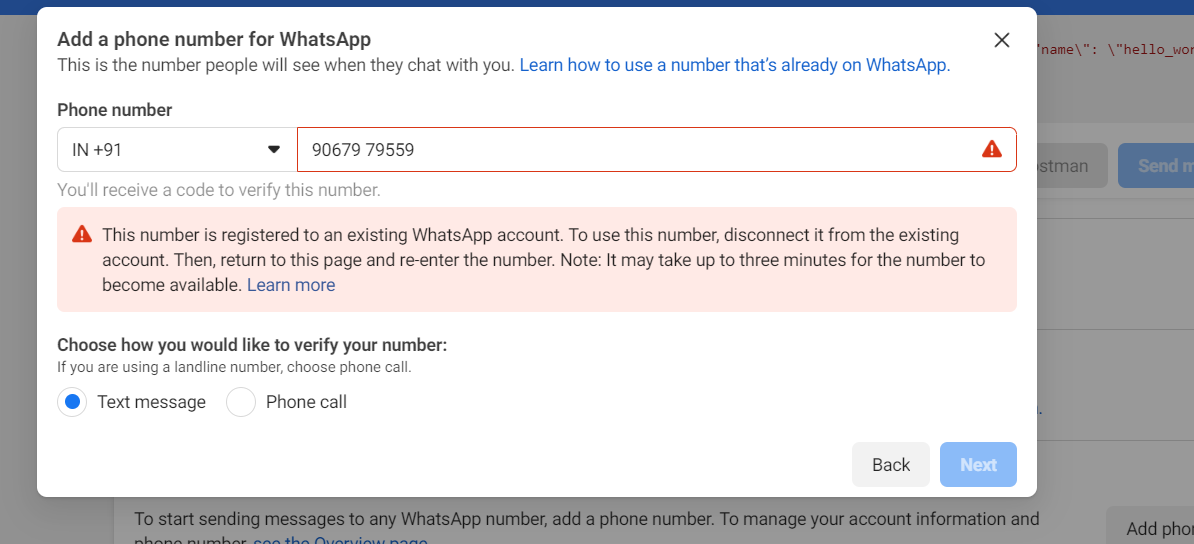 Add a phone number for WhatsApp
This is the number people will see when they chat with you. Learn how to use a number that's already on WhatsApp.
"name\": \"hello_wor
Phone number
IN +91
90679 79559
ostman
Send m
You'll receive a code to verify this number.
This number is registered to an existing WhatsApp account. To use this number, disconnect it from the existing
account. Then, return to this page and re-enter the number. Note: It may take up to three minutes for the number to
become available. Learn more
Choose how you would like to verify your number:
If you are using a landline number, choose phone call.
Text message
Phone call
Back
Next
To start sending messages to any WhatsApp number, add a phone number. To manage your account information and
phone number, see the Overview page
Add phon